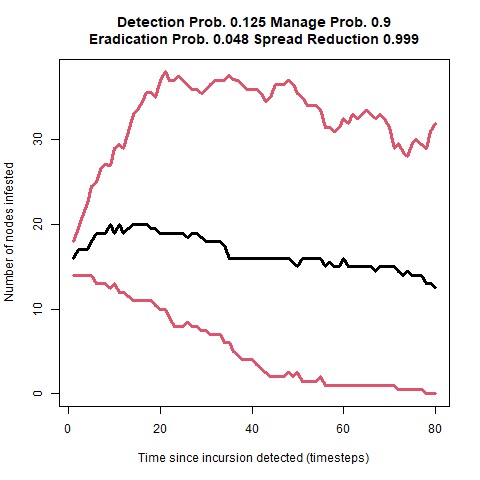 Detection Prob. 0.125 Manage Prob. 0.9
Eradication Prob. 0.048 Spread Reduction 0.999
Number of nodes infested
30
20
10
0
0 20 40 60 80
Time since incursion detected (timesteps)